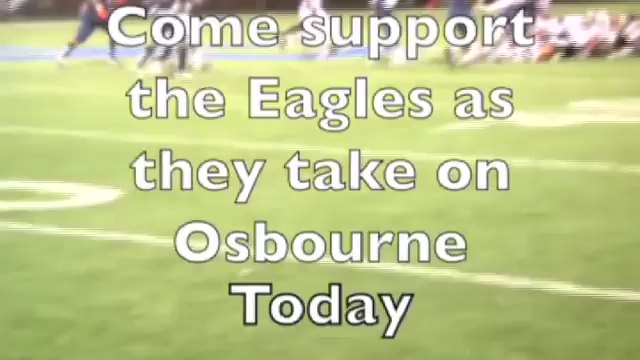 Come support
the Eagles as
they take on
Osbourne
Today